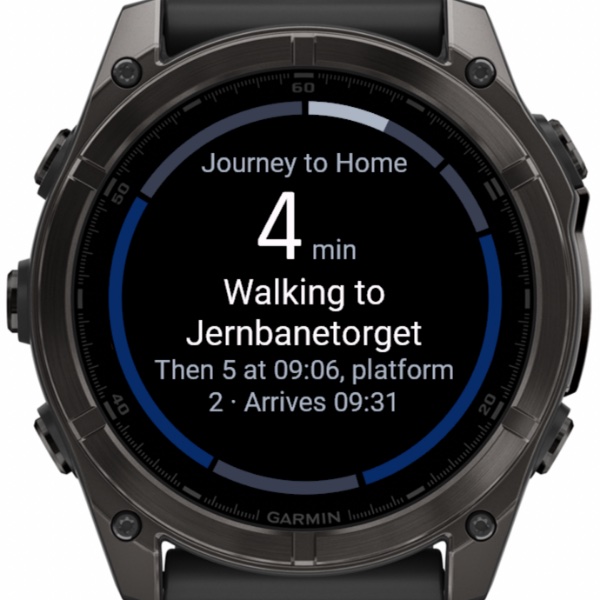 60
Journey to Home
50
4 min
Walking to
Jernbanetorget
Then 5 at 09:06, platform
2 · Arrives 09:31
40
20
GARMIN